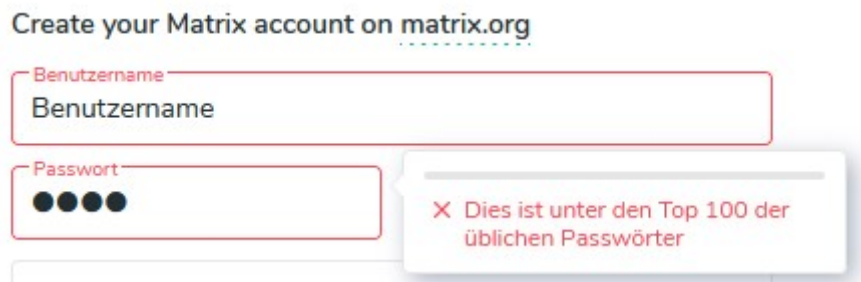 Create your Matrix account on matrix.org
Benutzername
Benutzername
Passwort
●●●●
✕ Dies ist unter den Top 100 der
üblichen Passwörter